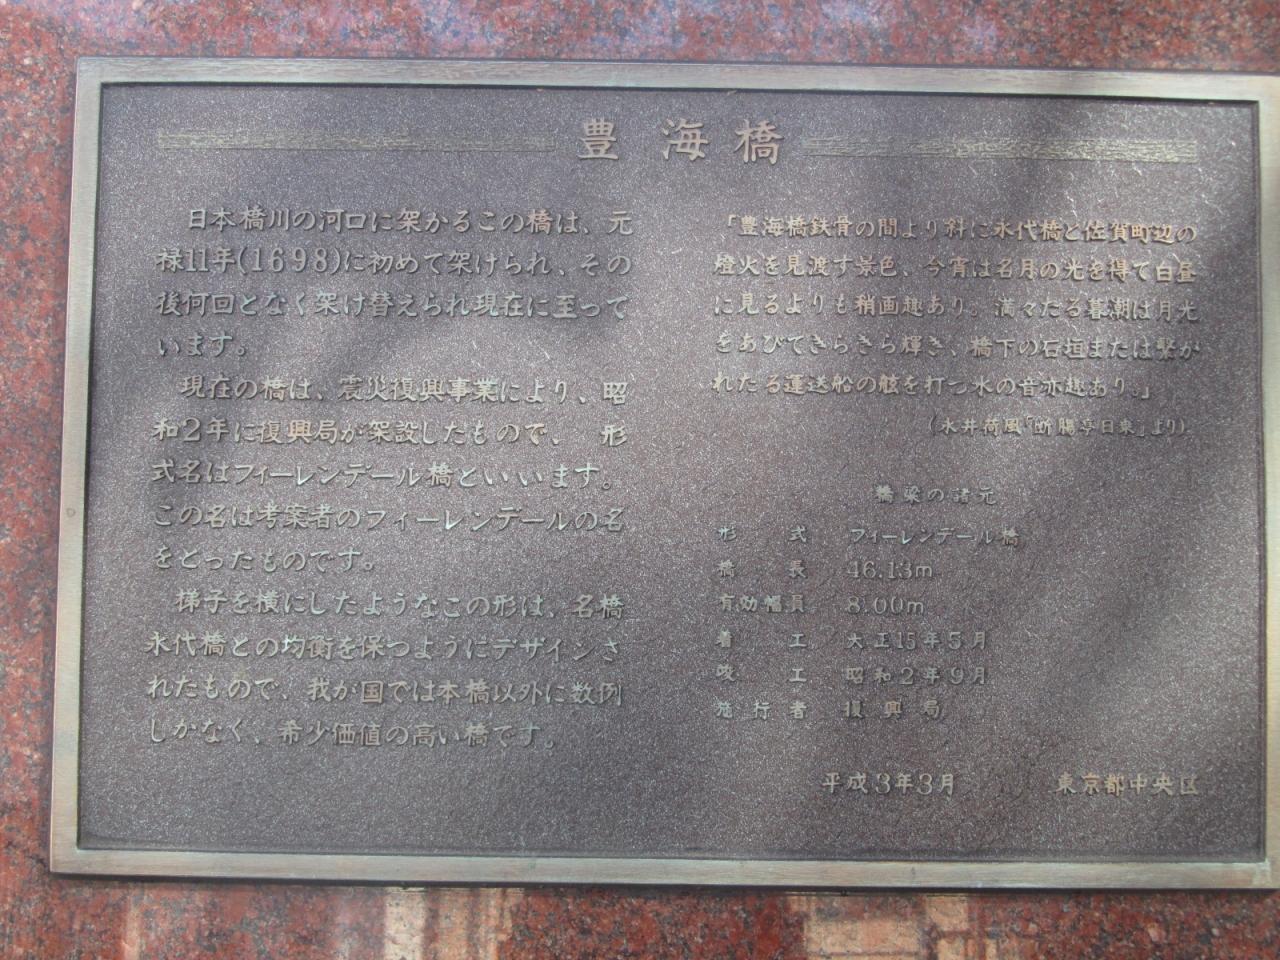 豊海橋
日本橋川の河口に架かるこの橋は、元
禄11年(1698)に初めて架けられ、その
後何回となく架け替えられ現在に至って
います。
現在の橋は、震災復興事業により、昭
和2年に復興局が架設したもので、 形
式名はフィーレンデール橋といいます。
この名は考案者のフィーレンデールの名
をとったものです。
梯子を横にしたようなこの形は、名橋
永代橋との均衡を保つようにデザインさ
れたもので、我が国では本橋以外に数例
しかなく、希少価値の高い橋です。
「豊海橋鉄骨の間より斜に永代橋と佐賀町辺の
燈火を見渡す景色、今宵は名月の光を得て白昼
に見るよりも稍画趣あり。満々たる暮潮は月光
をあびてきらきら輝き、橋下の石垣または繋が
れたる運送船の舷を打つ水の音亦趣あり。」
(永井荷風「断腸亭日乗」より)
橋梁の諸元
形式 フィーレンデール橋
橋長 46.13m
有効幅員 8.00m
着工 大正15年5月
竣工 昭和2年9月
施行者 復興局
平成3年3月 東京都中央区